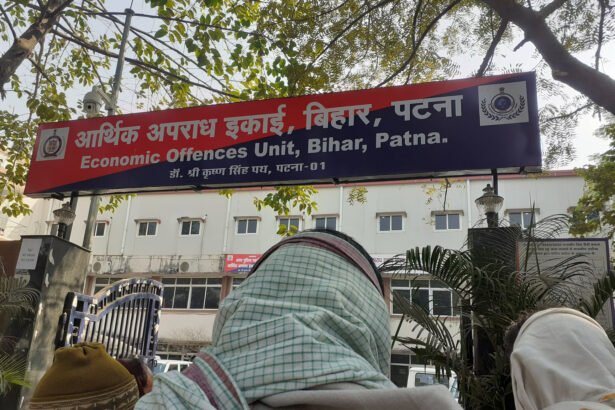 आर्थिक अपराध इकाई, बिहार, पटना
Economic Offences Unit, Bihar, Patna.
डॉ. श्री कृष्ण सिंह पथ, पटना-01